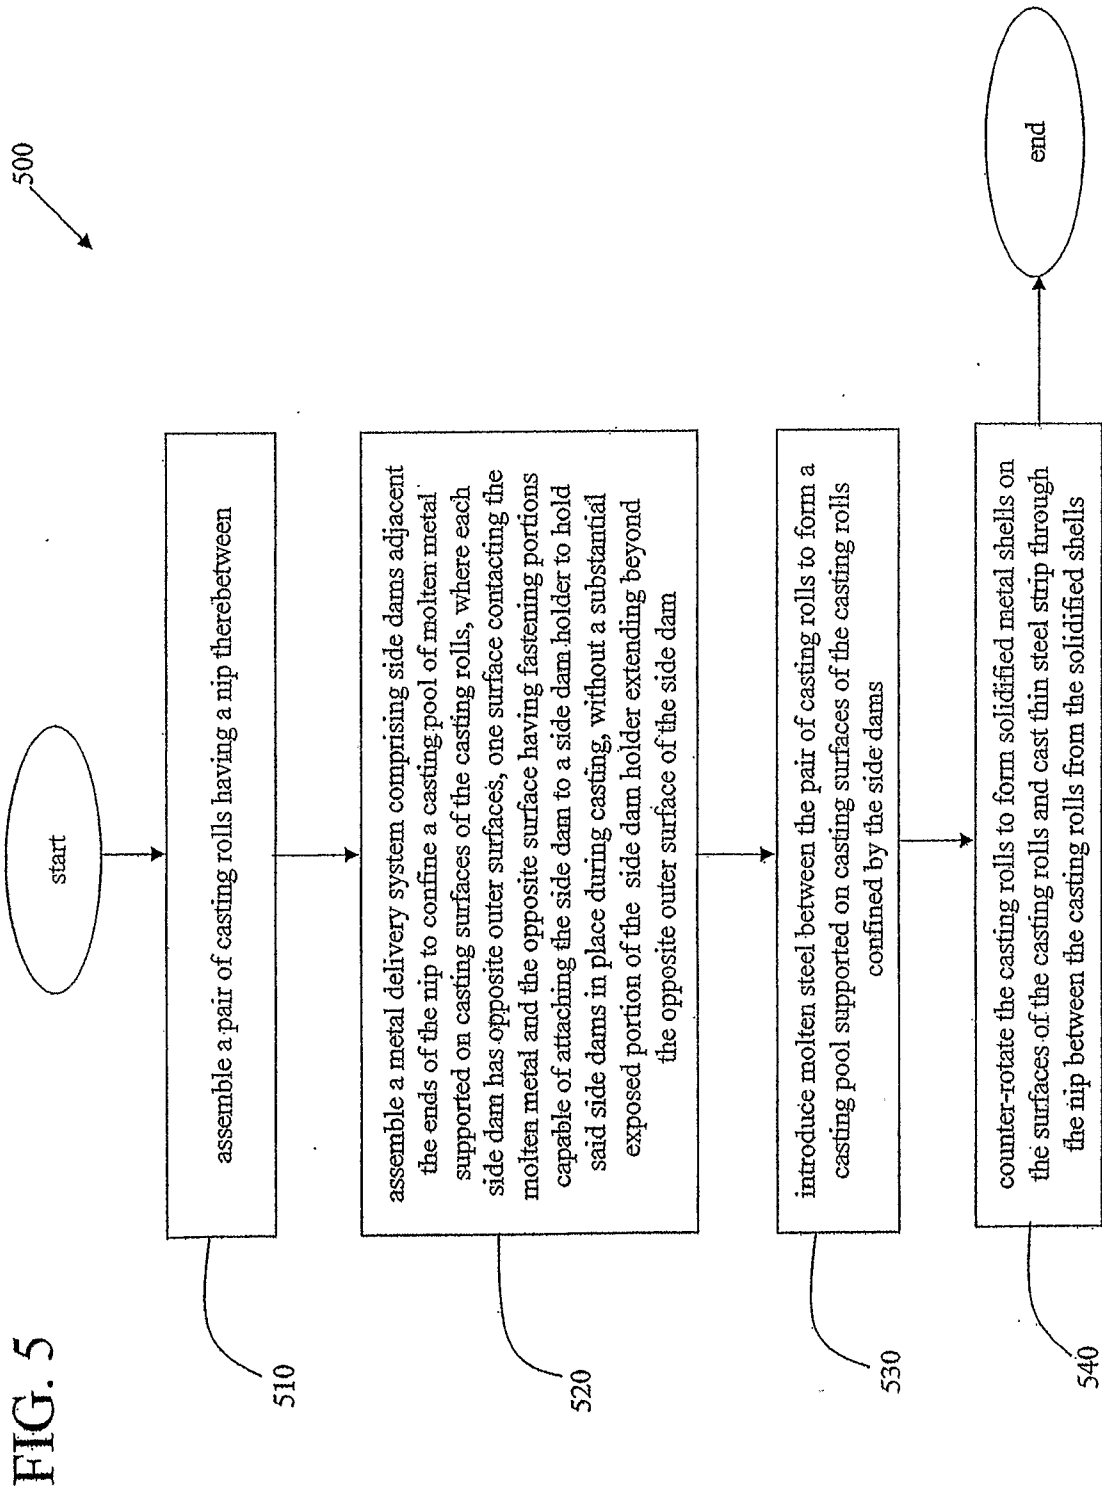 FIG. 5
500
start
510
assemble a pair of casting rolls having a nip therebetween
520
assemble a metal delivery system comprising side dams adjacent
the ends of the nip to confine a casting pool of molten metal
supported on casting surfaces of the casting rolls, where each
side dam has opposite outer surfaces, one surface contacting the
molten metal and the opposite surface having fastening portions
capable of attaching the side dam to a side dam holder to hold
said side dams in place during casting, without a substantial
exposed portion of the side dam holder extending beyond
the opposite outer surface of the side dam
530
introduce molten steel between the pair of casting rolls to form a
casting pool supported on casting surfaces of the casting rolls
confined by the side dams
540
counter-rotate the casting rolls to form solidified metal shells on
the surfaces of the casting rolls and cast thin steel strip through
the nip between the casting rolls from the solidified shells
end